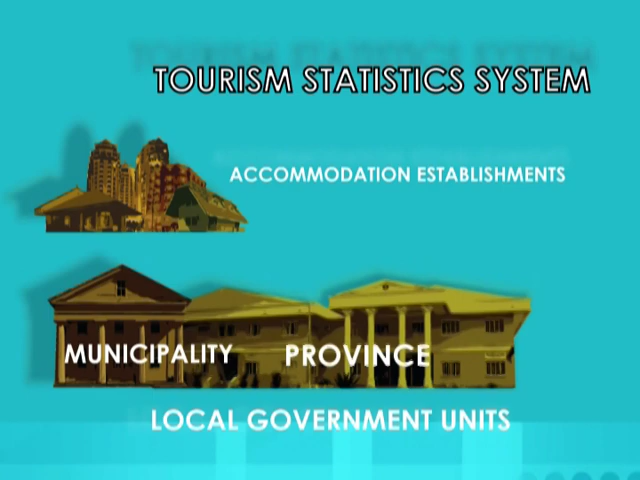 TOURISM STATISTICS SYSTEM
ACCOMMODATION ESTABLISHMENTS
MUNICIPALITY PROVINCE
LOCAL GOVERNMENT UNITS